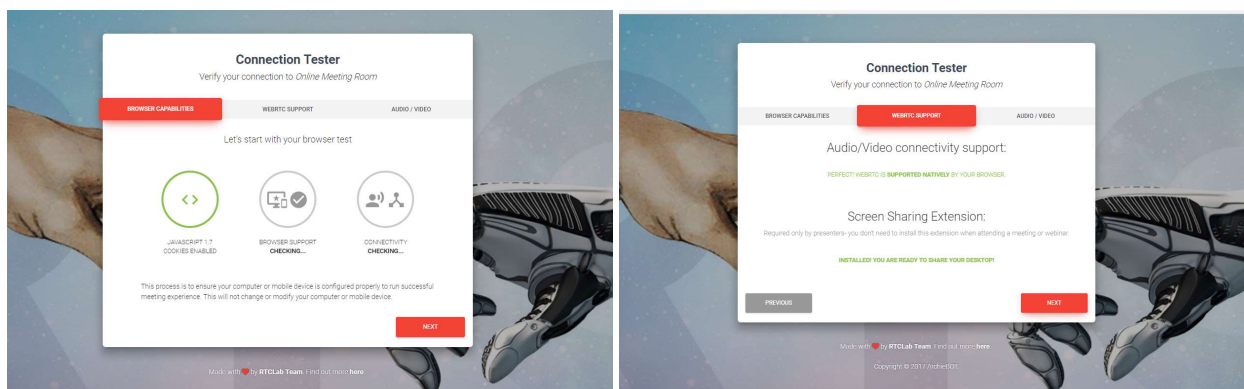 Connection Tester
Verify your connection to Online Meeting Room
BROWSER CAPABILITIES
WEBRTC SUPPORT
AUDIO / VIDEO
Let's start with your browser test
JAVASCRIPT 1.7
COOKIES ENABLED
BROWSER SUPPORT
CHECKING...
CONNECTIVITY
CHECKING...
This process is to ensure your computer or mobile device is configured properly to run successful
meeting experience. This will not change or modify your computer or mobile device.
NEXT
Made with ❤ by RTCLab Team. Find out more here
Connection Tester
Verify your connection to Online Meeting Room
BROWSER CAPABILITIES
WEBRTC SUPPORT
AUDIO / VIDEO
Audio/Video connectivity support:
PERFECT! WEBRTC IS SUPPORTED NATIVELY BY YOUR BROWSER.
Screen Sharing Extension:
Required only by presenters- you don't need to install this extension when attending a meeting or webinar.
INSTALLED! YOU ARE READY TO SHARE YOUR DESKTOP!
PREVIOUS
NEXT
Made with ❤ by RTCLab Team. Find out more here
Copyright © 2017 ArchieBOT